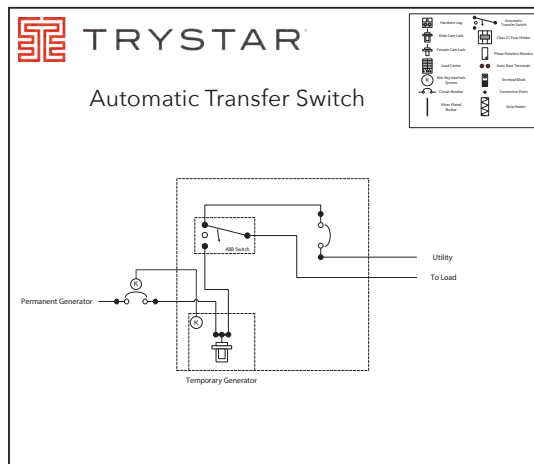 TRYSTAR
Automatic Transfer Switch
Hardwire Lug
Male Cam-Lock
Female Cam-Lock
Load Center
K
Kirk Key Interlock
System
Circuit Breaker
Silver Plated
Busbar
Automatic
Transfer Switch
Class CC Fuse Holder
Phase Rotation Monitor
Auto-Start Terminals
Terminal Block
Connection Point
Strip Heater
ABB Switch
Utility
To Load
K
Permanent Generator
K
Temporary Generator